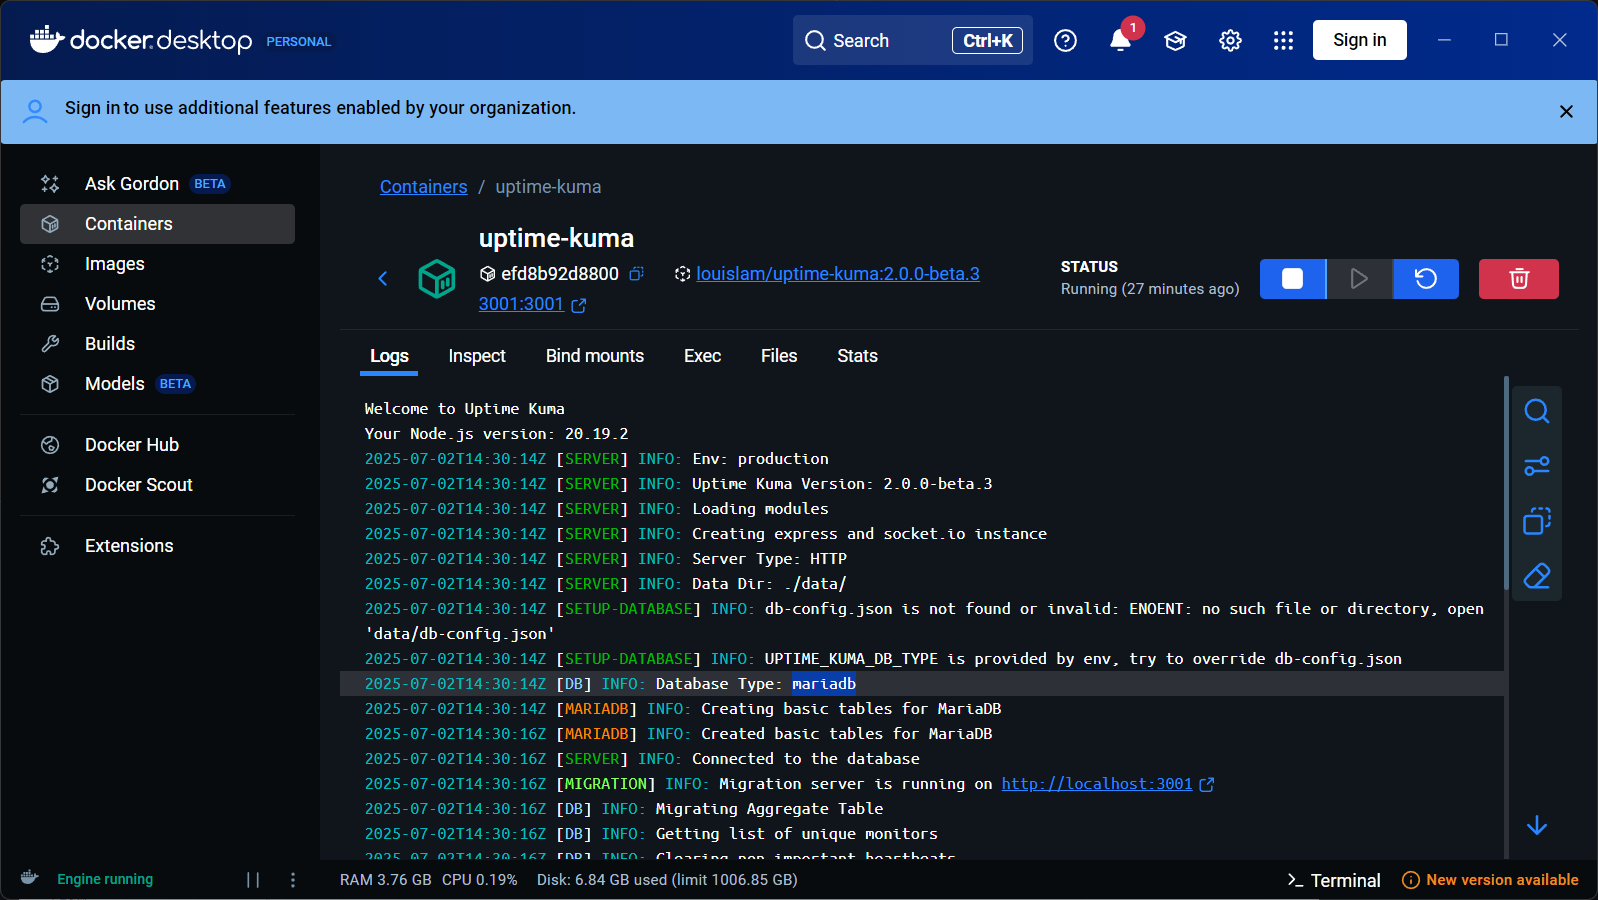 docker.desktop PERSONAL
Search Ctrl+K
1
Sign in
Sign in to use additional features enabled by your organization.
Ask Gordon BETA
Containers
Images
Volumes
Builds
Models BETA
Docker Hub
Docker Scout
Extensions
Containers / uptime-kuma
uptime-kuma
efd8b92d8800
louislam/uptime-kuma:2.0.0-beta.3
3001:3001
STATUS
Running (27 minutes ago)
Logs Inspect Bind mounts Exec Files Stats
Welcome to Uptime Kuma
Your Node.js version: 20.19.2
2025-07-02T14:30:14Z [SERVER] INFO: Env: production
2025-07-02T14:30:14Z [SERVER] INFO: Uptime Kuma Version: 2.0.0-beta.3
2025-07-02T14:30:14Z [SERVER] INFO: Loading modules
2025-07-02T14:30:14Z [SERVER] INFO: Creating express and socket.io instance
2025-07-02T14:30:14Z [SERVER] INFO: Server Type: HTTP
2025-07-02T14:30:14Z [SERVER] INFO: Data Dir: ./data/
2025-07-02T14:30:14Z [SETUP-DATABASE] INFO: db-config.json is not found or invalid: ENOENT: no such file or directory, open
'data/db-config.json'
2025-07-02T14:30:14Z [SETUP-DATABASE] INFO: UPTIME_KUMA_DB_TYPE is provided by env, try to override db-config.json
2025-07-02T14:30:14Z [DB] INFO: Database Type: mariadb
2025-07-02T14:30:14Z [MARIADB] INFO: Creating basic tables for MariaDB
2025-07-02T14:30:16Z [MARIADB] INFO: Created basic tables for MariaDB
2025-07-02T14:30:16Z [SERVER] INFO: Connected to the database
2025-07-02T14:30:16Z [MIGRATION] INFO: Migration server is running on http://localhost:3001
2025-07-02T14:30:16Z [DB] INFO: Migrating Aggregate Table
2025-07-02T14:30:16Z [DB] INFO: Getting list of unique monitors
2025-07-02T14:30:16Z [DB] INFO: Clearing non-important heartbeats
Engine running
RAM 3.76 GB CPU 0.19% Disk: 6.84 GB used (limit 1006.85 GB)
Terminal
New version available